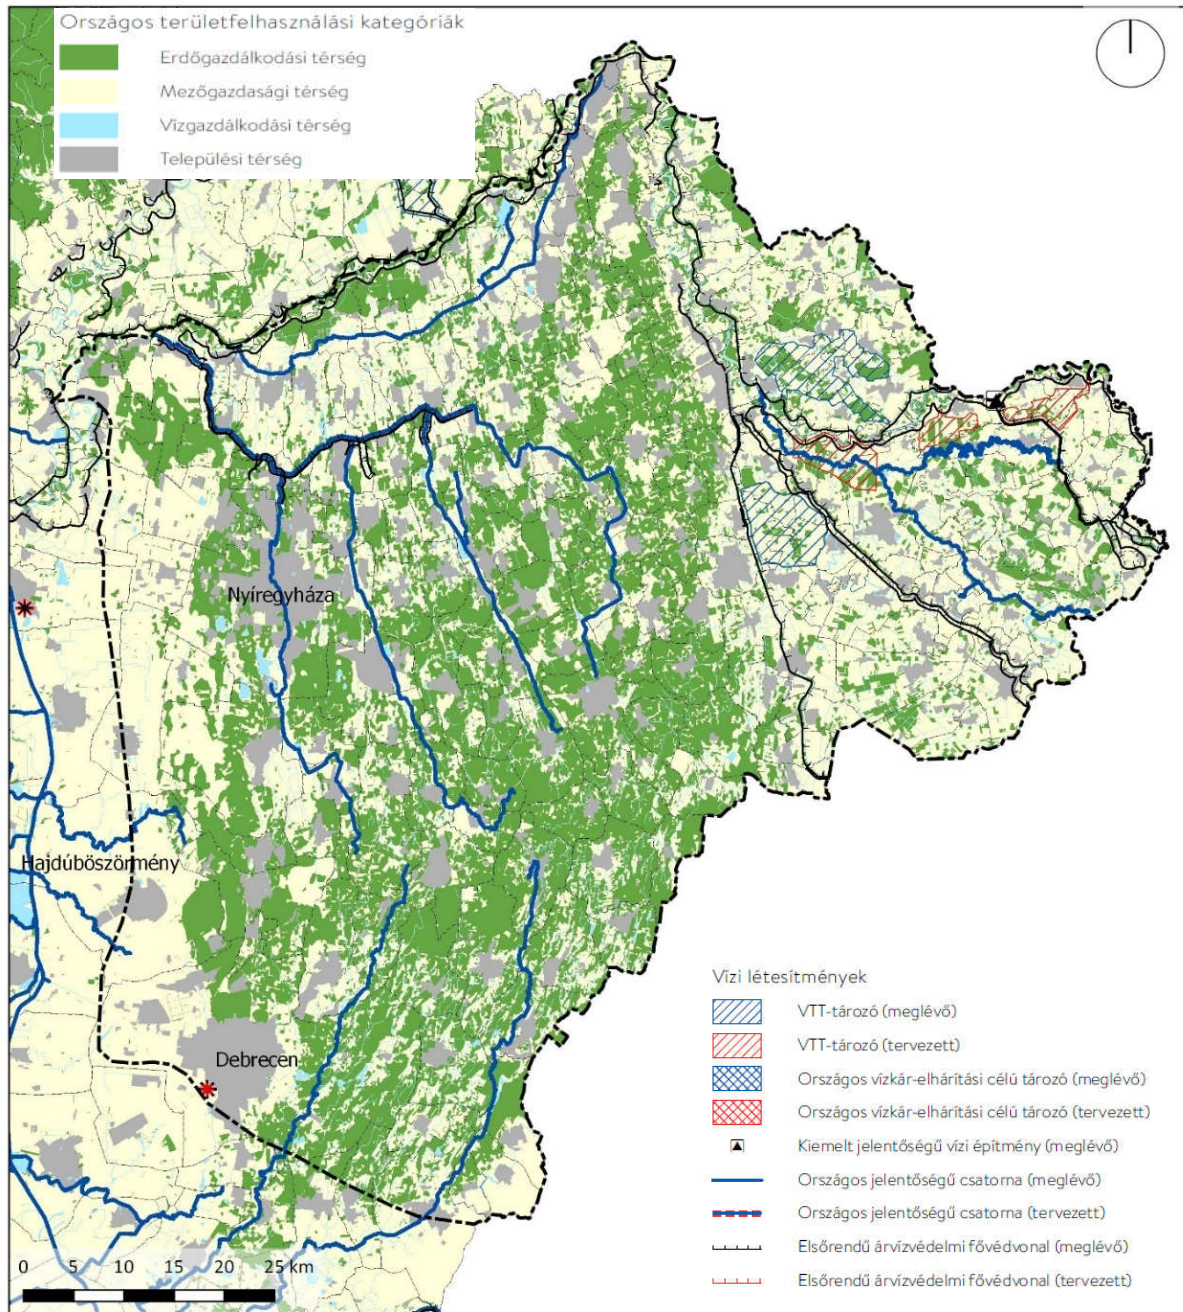 Országos területfelhasználási kategóriák
Erdőgazdálkodási térség
Mezőgazdasági térség
Vízgazdálkodási térség
Települési térség
Nyíregyháza
Hajdúböszörmény
Debrecen
Vízi létesítmények
VTT-tározó (meglévő)
VTT-tározó (tervezett)
Országos vízkár-elhárítási célú tározó (meglévő)
Országos vízkár-elhárítási célú tározó (tervezett)
Kiemelt jelentőségű vízi építmény (meglévő)
Országos jelentőségű csatorna (meglévő)
Országos jelentőségű csatorna (tervezett)
Elsőrendű árvízvédelmi fővédvonal (meglévő)
Elsőrendű árvízvédelmi fővédvonal (tervezett)
0 5 10 15 20 25 km